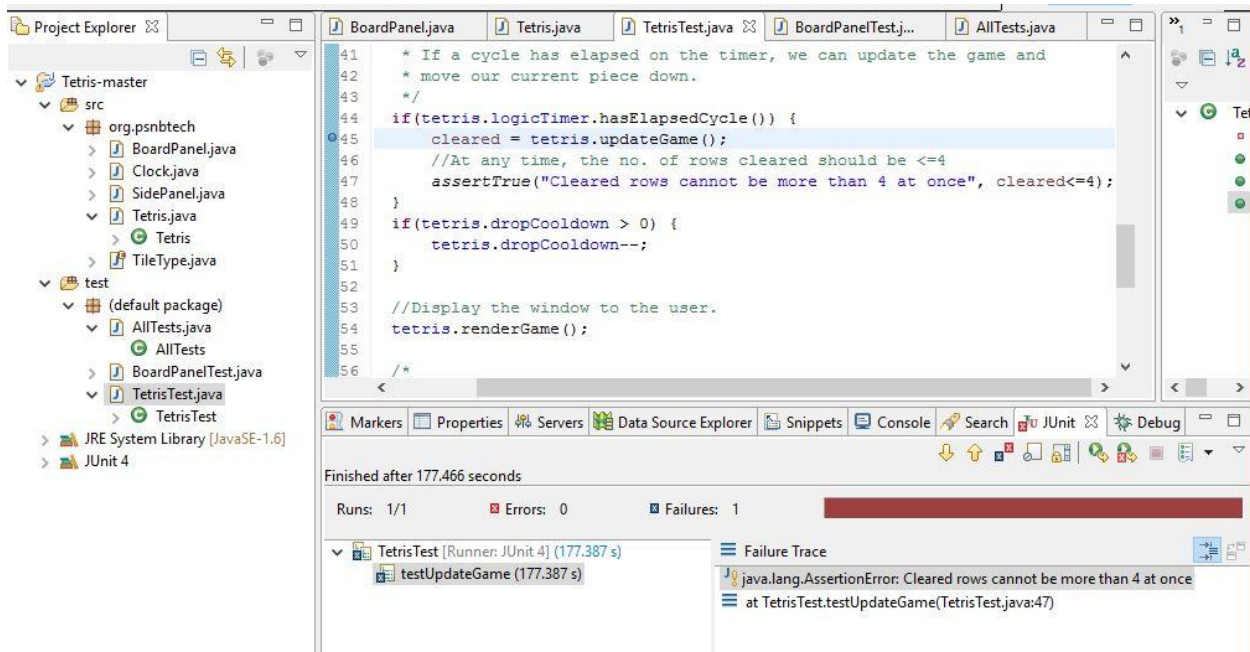 Project Explorer
Tetris-master
src
org.psnbtech
BoardPanel.java
Clock.java
SidePanel.java
Tetris.java
Tetris
TileType.java
test
(default package)
AllTests.java
AllTests
BoardPanelTest.java
TetrisTest.java
TetrisTest
JRE System Library [JavaSE-1.6]
JUnit 4
BoardPanel.java Tetris.java TetrisTest.java BoardPanelTest.j... AllTests.java
41 * If a cycle has elapsed on the timer, we can update the game and
42 * move our current piece down.
43 */
44 if(tetris.logicTimer.hasElapsedCycle()) {
45 cleared = tetris.updateGame();
46 //At any time, the no. of rows cleared should be <=4
47 assertTrue("Cleared rows cannot be more than 4 at once", cleared<=4);
48 }
49 if(tetris.dropCooldown > 0) {
50 tetris.dropCooldown--;
51 }
52
53 //Display the window to the user.
54 tetris.renderGame();
55
56 /*
»1
Tet
Markers Properties Servers Data Source Explorer Snippets Console Search JUnit Debug
Finished after 177.466 seconds
Runs: 1/1 Errors: 0 Failures: 1
TetrisTest [Runner: JUnit 4] (177.387 s)
testUpdateGame (177.387 s)
Failure Trace
java.lang.AssertionError: Cleared rows cannot be more than 4 at once
at TetrisTest.testUpdateGame(TetrisTest.java:47)